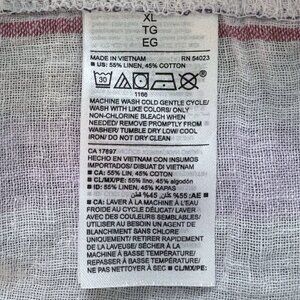 XL
TG
EG
MADE IN VIETNAM RN 54023
■ US: 55% LINEN, 45% COTTON
30
1166
MACHINE WASH COLD GENTLE CYCLE/
WASH WITH LIKE COLORS/ ONLY
NON-CHLORINE BLEACH WHEN
NEEDED/ REMOVE PROMPTLY FROM
WASHER/ TUMBLE DRY LOW/ COOL
IRON/ DO NOT DRY CLEAN
CA 17897
HECHO EN VIETNAM CON INSUMOS
IMPORTADOS/ DIBUAT DI VIETNAM
■ CA: 55% LIN, 45% COTON
■ CL/MX/PE: 55% lino, 45% algodón
■ ID: 55% LINEN, 45% KAPAS
■ CA: LAVER À LA MACHINE À L'EAU
FROIDE AU CYCLE DÉLICAT/ LAVER
AVEC DES COULEURS SEMBLABLES/
UTILISER AU BESOIN DU JAVELLISANT
SANS CHLORE
UNIQUEMENT/ RETIRER RAPIDEMENT
DE LA LAVEUSE/ SÉCHER À LA
MACHINE À BASSE TEMPÉRATURE/
REPASSER À BASSE TEMPÉRATURE/
NE PAS NETTOYER À SEC ■ CL/MX/PE: